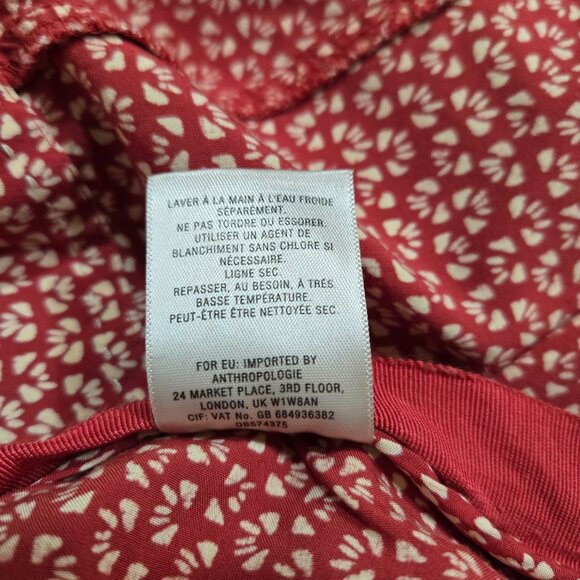 LAVER À LA MAIN À L'EAU FROIDE
SÉPARÉMENT.
NE PAS TORDRE OU ESSORER.
UTILISER UN AGENT DE
BLANCHIMENT SANS CHLORE SI
NÉCESSAIRE.
LIGNE SEC.
REPASSER, AU BESOIN, À TRÉS
BASSE TEMPÉRATURE.
PEUT-ÊTRE ÊTRE NETTOYÉE SEC.
FOR EU: IMPORTED BY
ANTHROPOLOGIE
24 MARKET PLACE, 3RD FLOOR,
LONDON, UK W1W8AN
CIF: VAT No. GB 684936382
GB574375